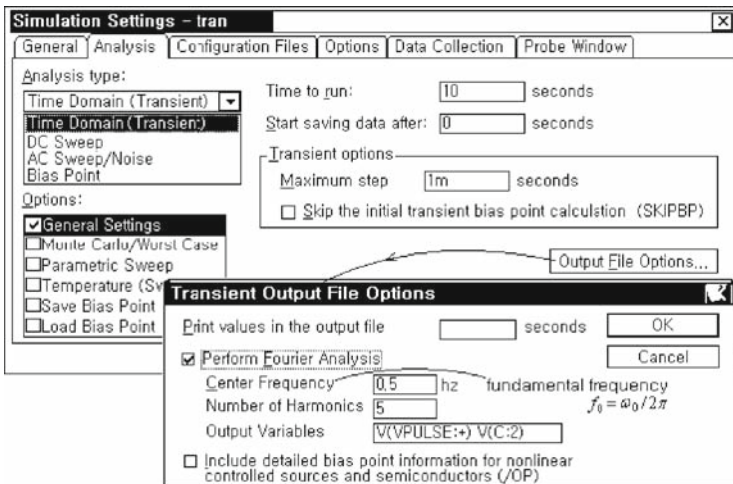 Simulation Settings – tran
General
Analysis
Configuration Files
Options
Data Collection
Probe Window
Analysis type:
Time Domain (Transient)
Time Domain (Transient)
DC Sweep
AC Sweep/Noise
Bias Point
Options:
General Settings
Monte Carlo/Worst Case
Parametric Sweep
Temperature (Sw
Save Bias Point
Load Bias Point
Time to run: 10 seconds
Start saving data after: 0 seconds
Transient options
Maximum step 1m seconds
Skip the initial transient bias point calculstion (SKIPBP)
Output File Options...
Transient Output File Options
Print values in the output file seconds
OK
Perform Fourier Analysis
Cancel
Center Frequency 0,5 hz fundamental frequency
Number of Harmonics 5 f₀ = ω₀/2π
Output Variables V(VPULSE:+) V(C:2)
Include detailed bias point information for nonlinear
controlled sources and semiconductors (/OP)